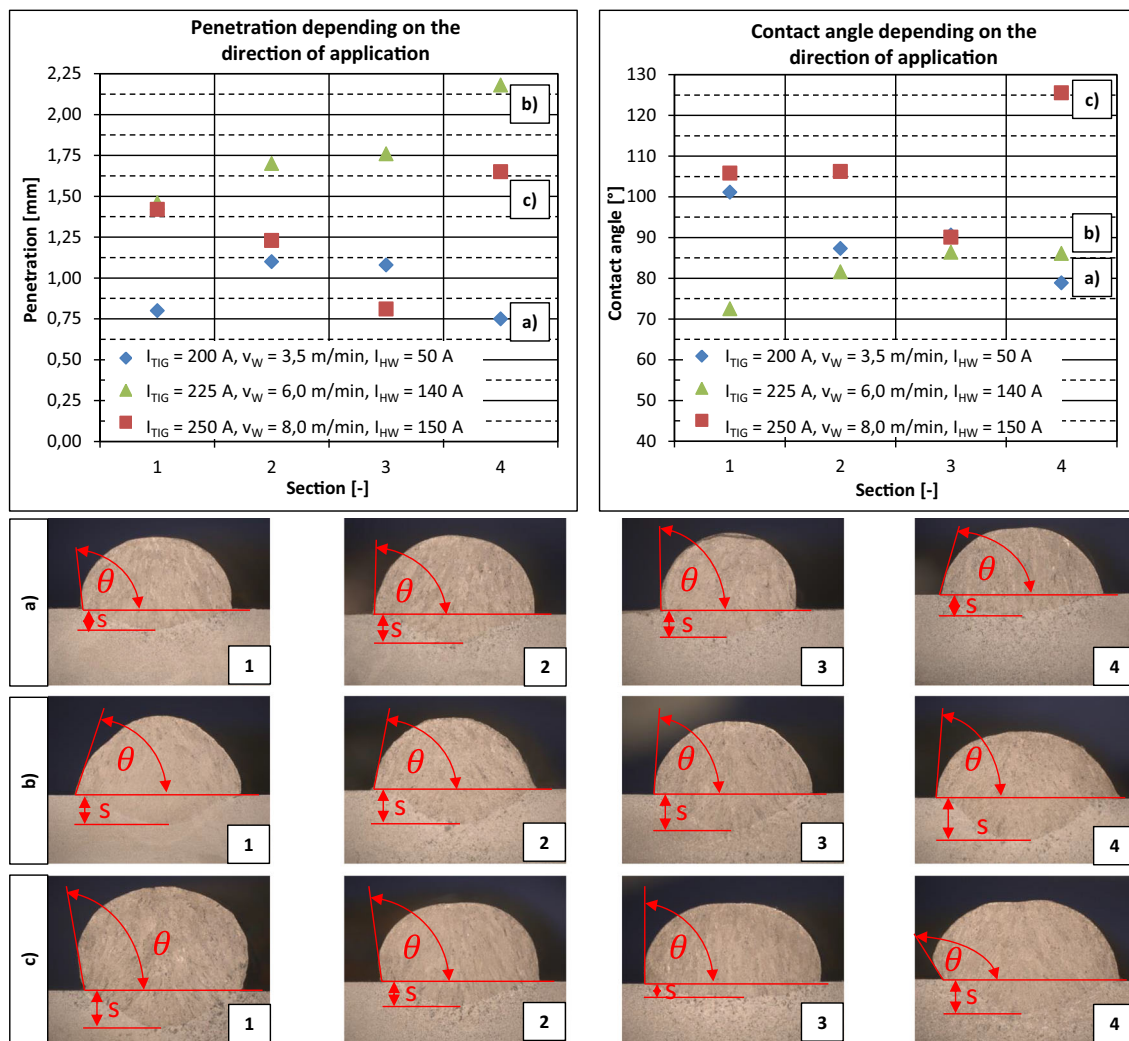 Penetration depending on the
direction of application
2,25
2,00
1,75
1,50
1,25
1,00
0,75
0,50
0,25
0,00
Penetration [mm]
b)
c)
a)
I_TIG = 200 A, v_W = 3,5 m/min, I_HW = 50 A
I_TIG = 225 A, v_W = 6,0 m/min, I_HW = 140 A
I_TIG = 250 A, v_W = 8,0 m/min, I_HW = 150 A
1 2 3 4
Section [-]
Contact angle depending on the
direction of application
130
120
110
100
90
80
70
60
50
40
Contact angle [°]
c)
b)
a)
I_TIG = 200 A, v_W = 3,5 m/min, I_HW = 50 A
I_TIG = 225 A, v_W = 6,0 m/min, I_HW = 140 A
I_TIG = 250 A, v_W = 8,0 m/min, I_HW = 150 A
1 2 3 4
Section [-]
a)
θ
S
1
θ
S
2
θ
S
3
θ
S
4
b)
θ
S
1
θ
S
2
θ
S
3
θ
S
4
c)
θ
S
1
θ
S
2
θ
S
3
θ
S
4